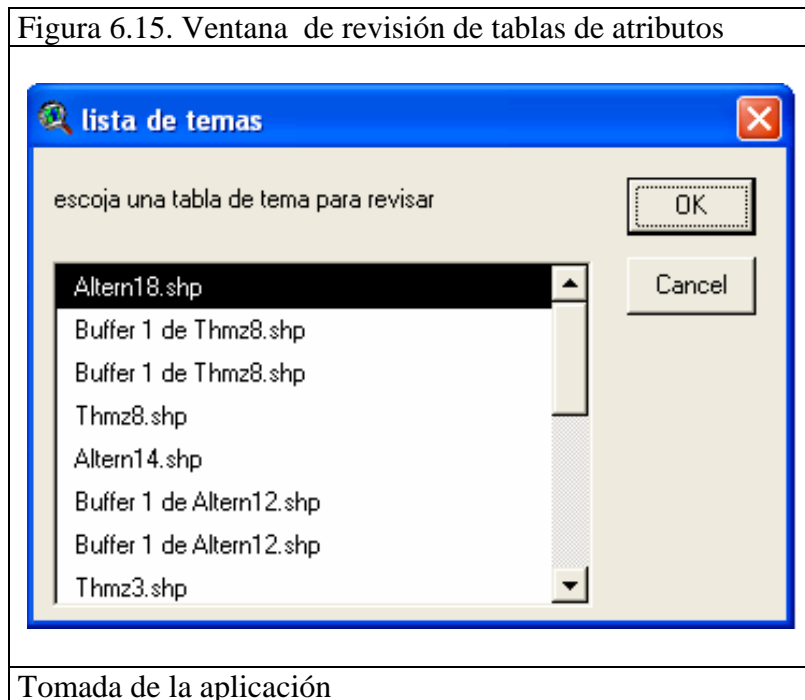 Figura 6.15. Ventana de revisión de tablas de atributos
lista de temas
escoja una tabla de tema para revisar
OK
Cancel
Altern18.shp
Buffer 1 de Thmz8.shp
Buffer 1 de Thmz8.shp
Thmz8.shp
Altern14.shp
Buffer 1 de Altern12.shp
Buffer 1 de Altern12.shp
Thmz3.shp
Tomada de la aplicación